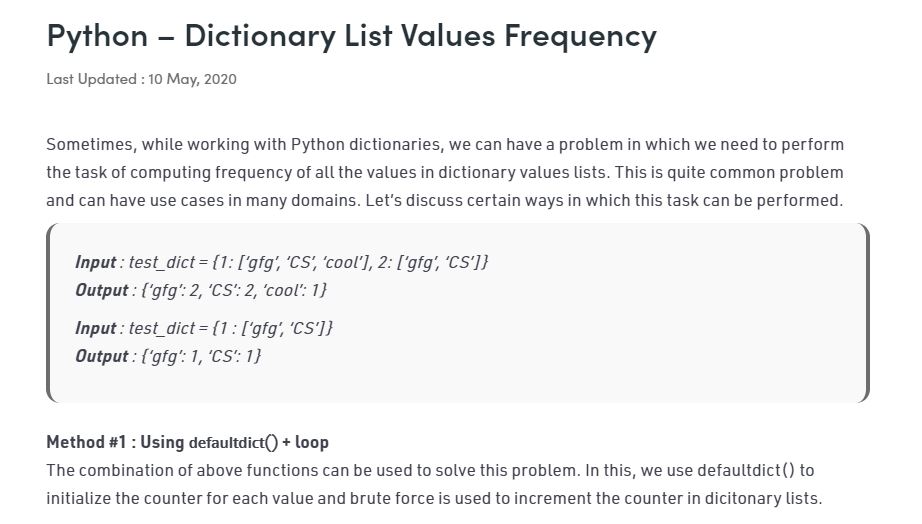 Python – Dictionary List Values Frequency
Last Updated : 10 May, 2020
Sometimes, while working with Python dictionaries, we can have a problem in which we need to perform
the task of computing frequency of all the values in dictionary values lists. This is quite common problem
and can have use cases in many domains. Let’s discuss certain ways in which this task can be performed.
Input : test_dict = {1: [‘gfg’, ‘CS’, ‘cool’], 2: [‘gfg’, ‘CS’]}
Output : {‘gfg’: 2, ‘CS’: 2, ‘cool’: 1}
Input : test_dict = {1 : [‘gfg’, ‘CS’]}
Output : {‘gfg’: 1, ‘CS’: 1}
Method #1 : Using defaultdict() + loop
The combination of above functions can be used to solve this problem. In this, we use defaultdict() to
initialize the counter for each value and brute force is used to increment the counter in dicitonary lists.